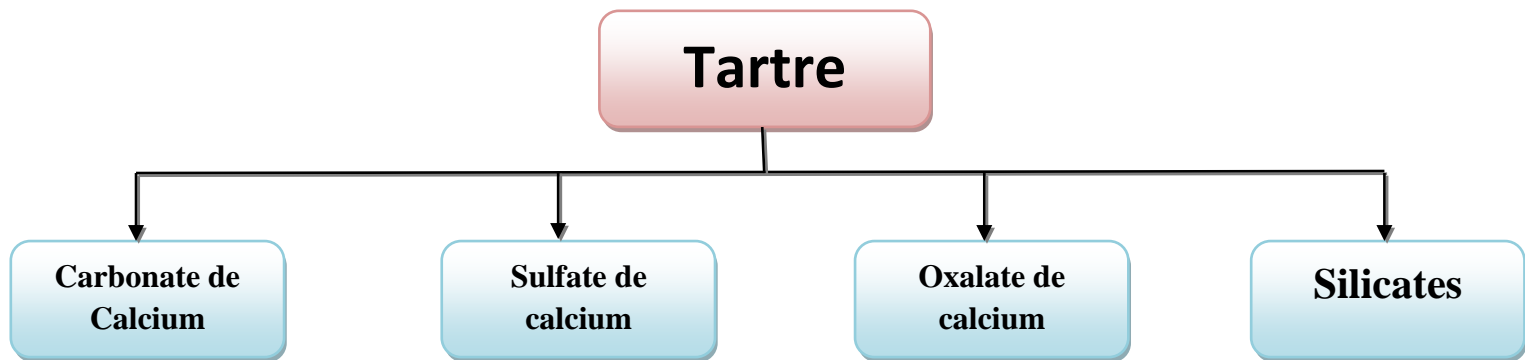 Tartre
Carbonate de
Calcium
Sulfate de
calcium
Oxalate de
calcium
Silicates